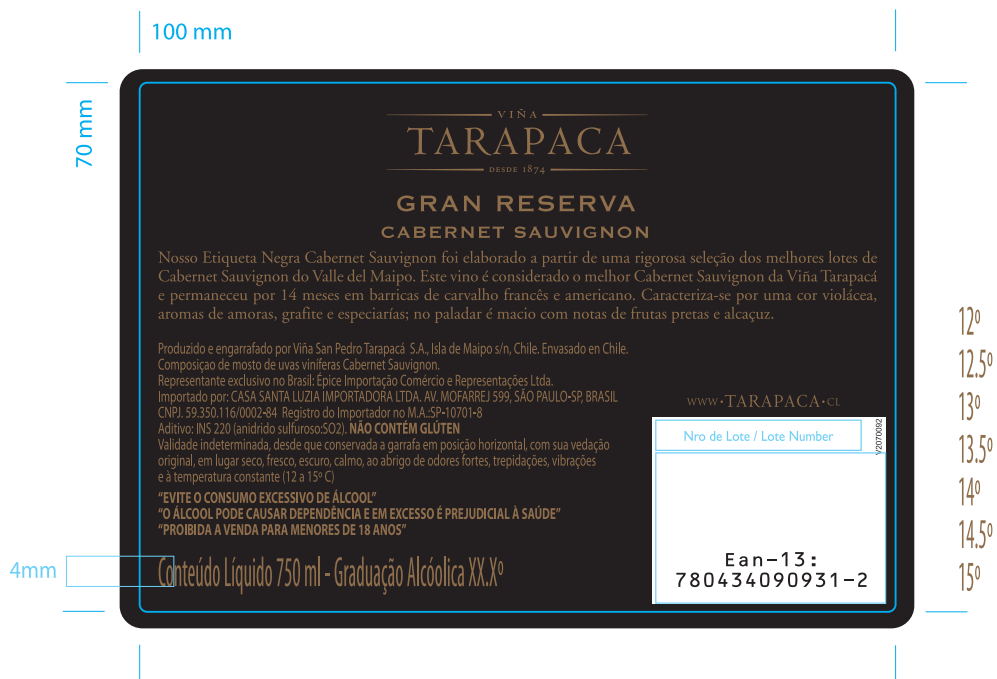 100 mm
70 mm
VIÑA
TARAPACA
DESDE 1874
GRAN RESERVA
CABERNET SAUVIGNON
Nosso Etiqueta Negra Cabernet Sauvignon foi elaborado a partir de uma rigorosa seleção dos melhores lotes de
Cabernet Sauvignon do Valle del Maipo. Este vino é considerado o melhor Cabernet Sauvignon da Viña Tarapacá
e permaneceu por 14 meses em barricas de carvalho francês e americano. Caracteriza-se por uma cor violácea,
aromas de amoras, grafite e especiarías; no paladar é macio com notas de frutas pretas e alcaçuz.
Produzido e engarrafado por Viña San Pedro Tarapacá S.A., Isla de Maipo s/n, Chile. Envasado en Chile.
Composiçao de mosto de uvas viníferas Cabernet Sauvignon.
Representante exclusivo no Brasil: Épice Importação Comércio e Representações Ltda.
Importado por: CASA SANTA LUZIA IMPORTADORA LTDA. AV. MOFARREJ 599, SÃO PAULO-SP, BRASIL
CNPJ. 59.350.116/0002-84 Registro do Importador no M.A.:SP-10701-8
Aditivo: INS 220 (anidrido sulfuroso:SO2). NÃO CONTÉM GLÚTEN
Validade indeterminada, desde que conservada a garrafa em posição horizontal, com sua vedação
original, em lugar seco, fresco, escuro, calmo, ao abrigo de odores fortes, trepidações, vibrações
e à temperatura constante (12 a 15º C)
“EVITE O CONSUMO EXCESSIVO DE ÁLCOOL”
“O ÁLCOOL PODE CAUSAR DEPENDÊNCIA E EM EXCESSO É PREJUDICIAL À SAÚDE”
“PROIBIDA A VENDA PARA MENORES DE 18 ANOS”
4mm
Conteúdo Líquido 750 ml - Graduação Alcóolica XX.Xº
WWW•TARAPACA•CL
Nro de Lote / Lote Number
V2070092
Ean-13:
780434090931-2
12º
12.5º
13º
13.5º
14º
14.5º
15º